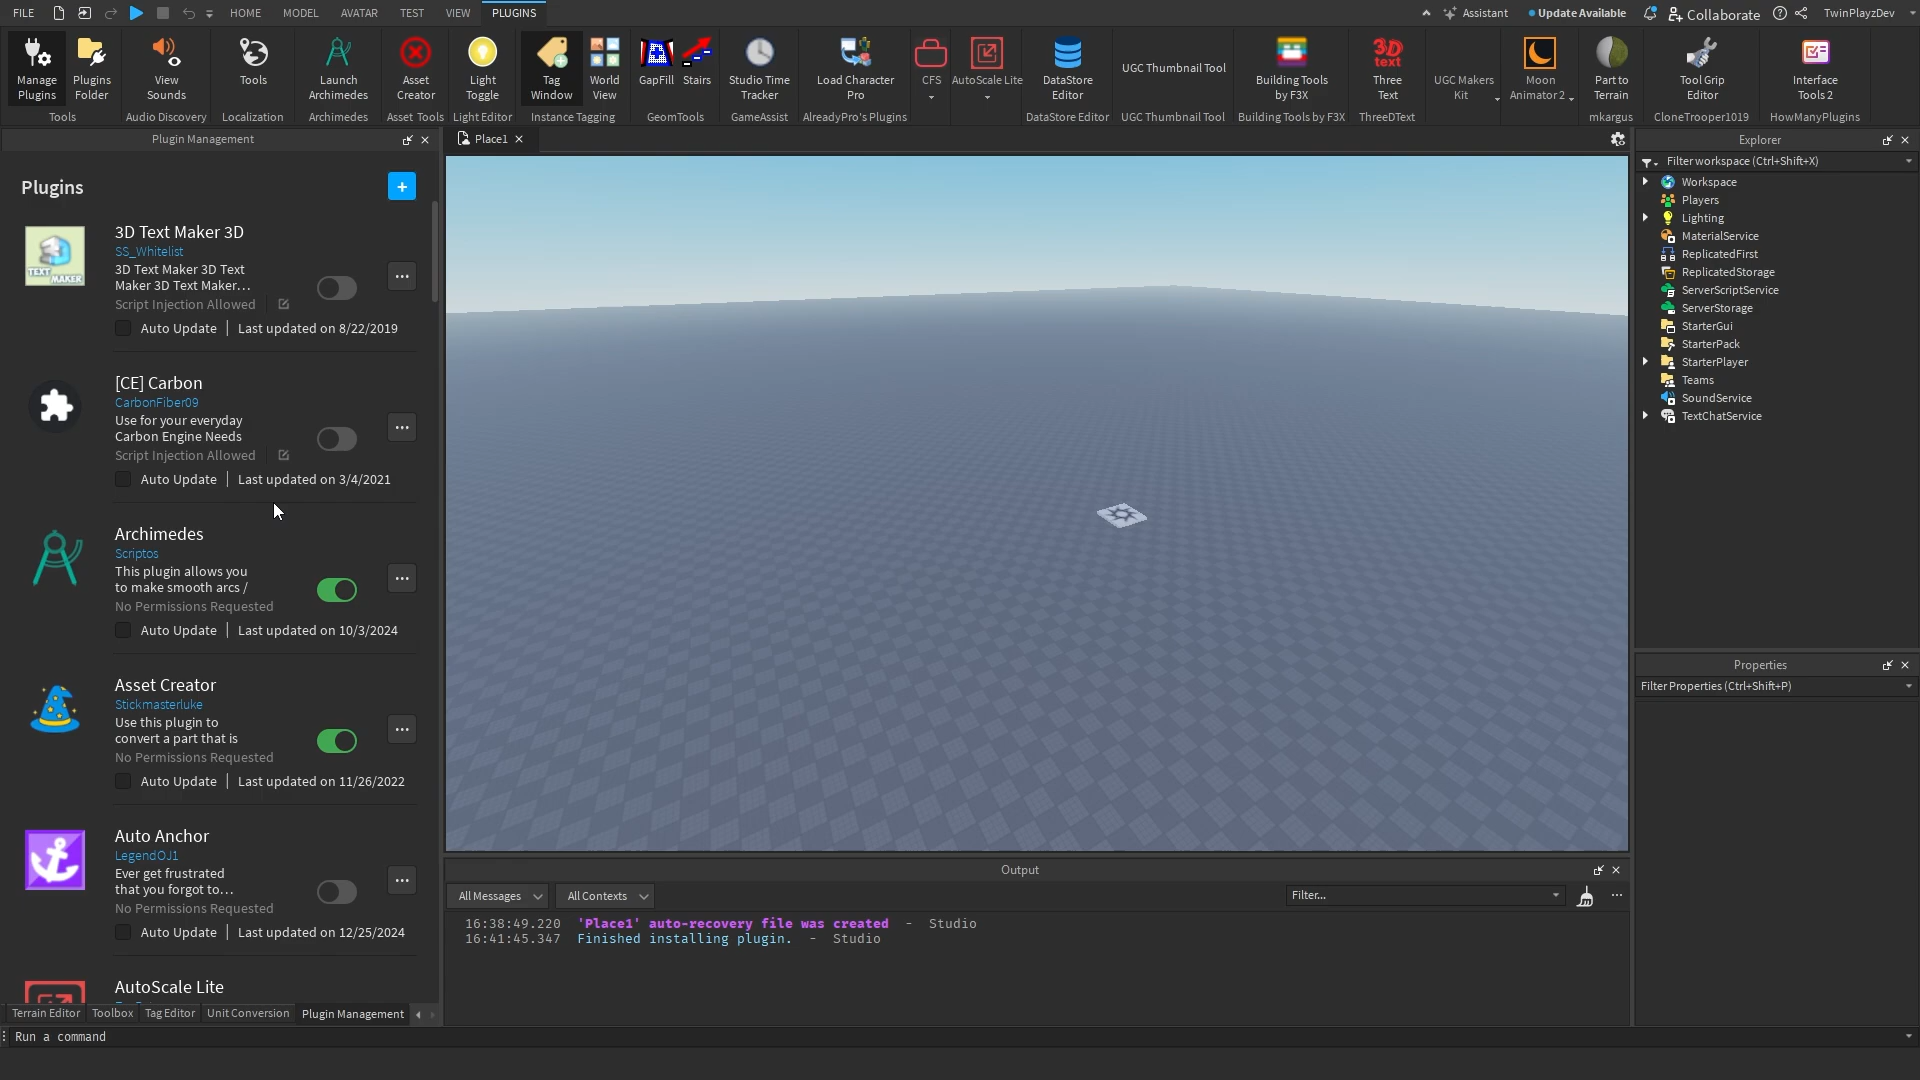 FILE HOME MODEL AVATAR TEST VIEW PLUGINS Assistant Update Available Collaborate TwinPlayzDev
Manage Plugins
Plugins Folder
Tools
View Sounds
Audio Discovery
Tools
Localization
Launch Archimedes
Archimedes
Asset Creator
Asset Tools
Light Toggle
Light Editor
Tag Window
World View
Instance Tagging
GapFill
Stairs
GeomTools
Studio Time Tracker
GameAssist
Load Character Pro
AlreadyPro's Plugins
CFS
AutoScale Lite
DataStore Editor
DataStore Editor
UGC Thumbnail Tool
UGC Thumbnail Tool
Building Tools by F3X
Building Tools by F3X
3D text
Three Text
ThreeDText
UGC Makers Kit
Moon Animator 2
Part to Terrain
mkargus
Tool Grip Editor
CloneTrooper1019
Interface Tools 2
HowManyPlugins
Plugin Management
Plugins
+
3D Text Maker 3D
SS_Whitelist
3D Text Maker 3D Text
Maker 3D Text Maker...
Script Injection Allowed
Auto Update | Last updated on 8/22/2019
TEXT MAKER
[CE] Carbon
CarbonFiber09
Use for your everyday
Carbon Engine Needs
Script Injection Allowed
Auto Update | Last updated on 3/4/2021
Archimedes
Scriptos
This plugin allows you
to make smooth arcs /
No Permissions Requested
Auto Update | Last updated on 10/3/2024
Asset Creator
Stickmasterluke
Use this plugin to
convert a part that is
No Permissions Requested
Auto Update | Last updated on 11/26/2022
Auto Anchor
LegendOJ1
Ever get frustrated
that you forgot to...
No Permissions Requested
Auto Update | Last updated on 12/25/2024
AutoScale Lite
Terrain Editor Toolbox Tag Editor Unit Conversion Plugin Management
Run a command
Place1
Output
All Messages All Contexts Filter...
16:38:49.220 'Place1' auto-recovery file was created - Studio
16:41:45.347 Finished installing plugin. - Studio
Explorer
Filter workspace (Ctrl+Shift+X)
Workspace
Players
Lighting
MaterialService
ReplicatedFirst
ReplicatedStorage
ServerScriptService
ServerStorage
StarterGui
StarterPack
StarterPlayer
Teams
SoundService
TextChatService
Properties
Filter Properties (Ctrl+Shift+P)